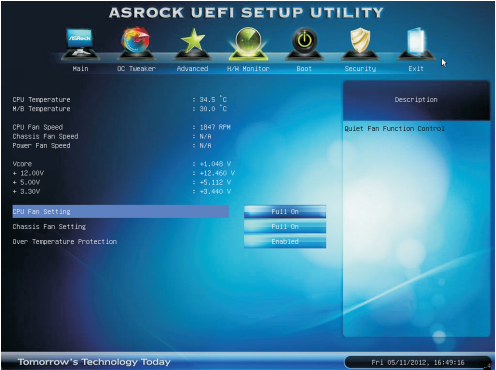 ASROCK UEFI SETUP UTILITY
ASRock
Main OC Tweaker Advanced H/W Monitor Boot Security Exit
CPU Temperature : 34.5 °C
M/B Temperature : 30.0 °C
CPU Fan Speed : 1847 RPM
Chassis Fan Speed : N/A
Power Fan Speed : N/A
Vcore : +1.048 V
+ 12.00V : +12.460 V
+ 5.00V : +5.112 V
+ 3.30V : +3.440 V
CPU Fan Setting Full On
Chassis Fan Setting Full On
Over Temperature Protection Enabled
Description
Quiet Fan Function Control
Tomorrow's Technology Today
Fri 05/11/2012, 16:49:16